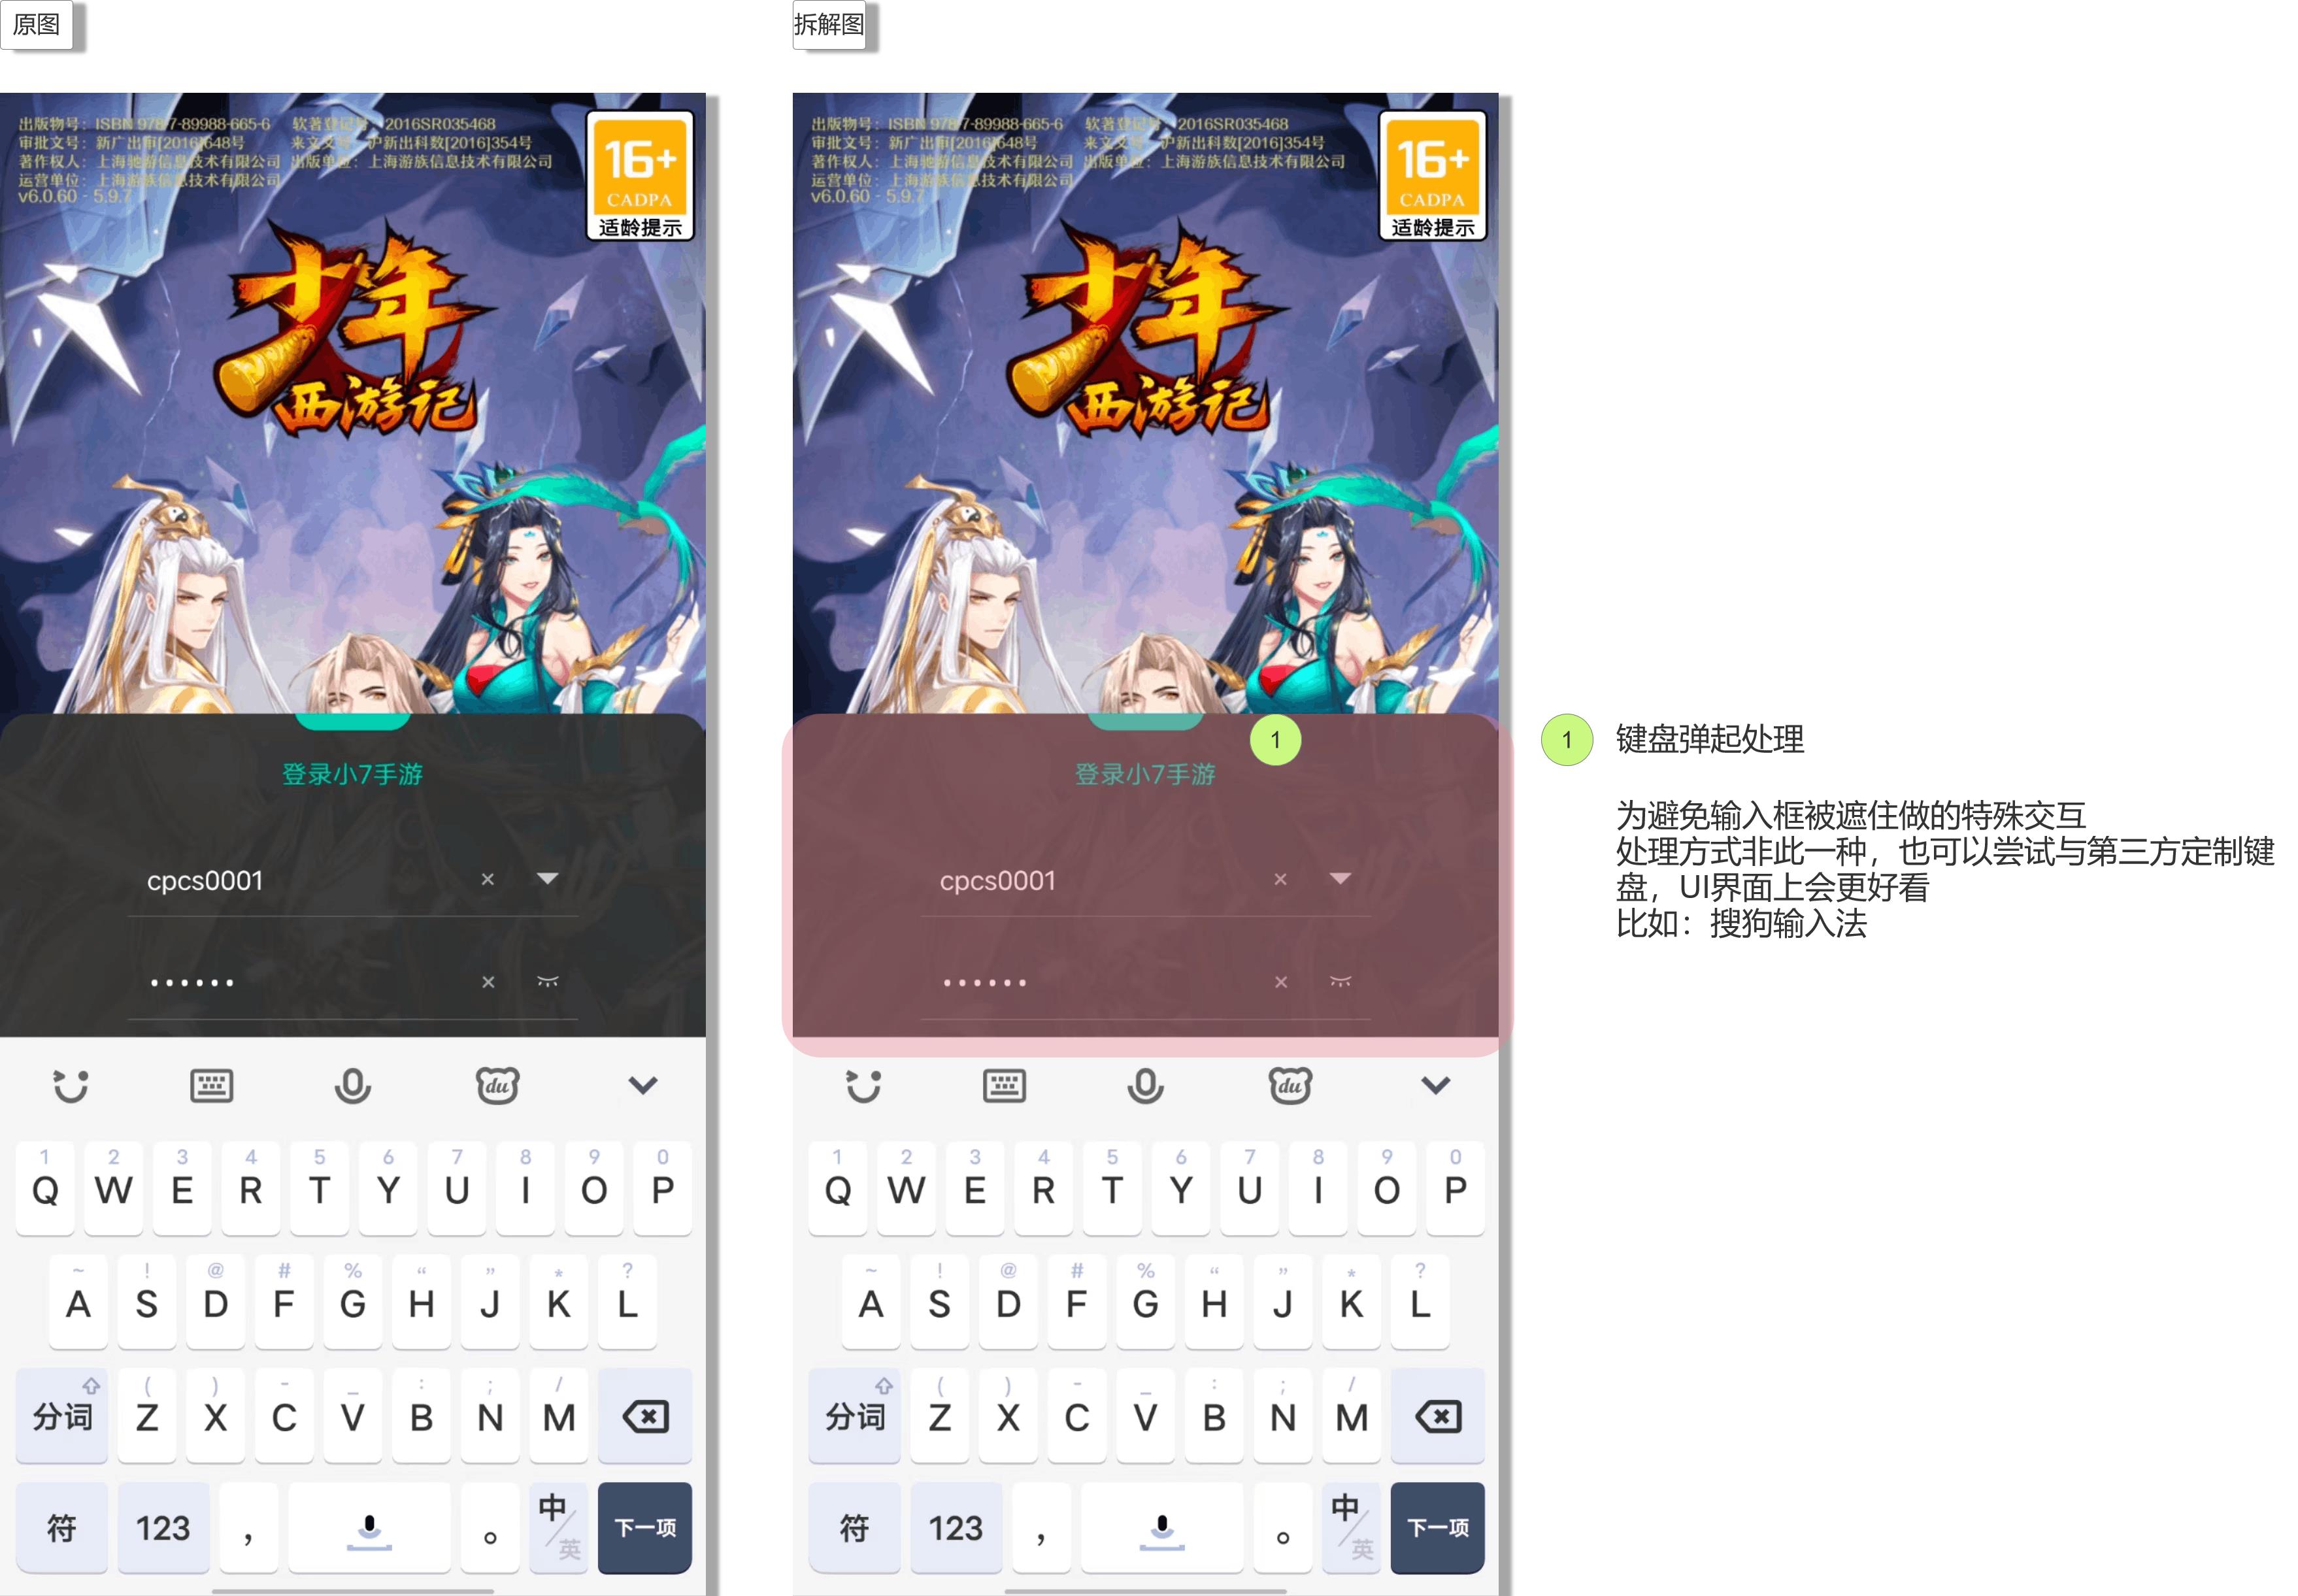 原图
出版物号：ISBN 978-7-89988-665-6 软著登记号：2016SR035468
审批文号：新广出审[2016]648号 来文文号：沪新出科数[2016]354号
著作权人：上海驰游信息技术有限公司 出版单位：上海游族信息技术有限公司
运营单位：上海游族信息技术有限公司
v6.0.60 - 5.9.7
16+
CADPA
适龄提示
少年
西游记
登录小7手游
cpcs0001
du
1 2 3 4 5 6 7 8 9 0
Q W E R T Y U I O P
~ ! @ # % “ ” * ?
A S D F G H J K L
( ) - _ : ; /
分词 Z X C V B N M
符 123 ， 。 中/英 下一项
拆解图
出版物号：ISBN 978-7-89988-665-6 软著登记号：2016SR035468
审批文号：新广出审[2016]648号 来文文号：沪新出科数[2016]354号
著作权人：上海驰游信息技术有限公司 出版单位：上海游族信息技术有限公司
运营单位：上海游族信息技术有限公司
v6.0.60 - 5.9.7
16+
CADPA
适龄提示
少年
西游记
1
登录小7手游
cpcs0001
du
1 2 3 4 5 6 7 8 9 0
Q W E R T Y U I O P
~ ! @ # % “ ” * ?
A S D F G H J K L
( ) - _ : ; /
分词 Z X C V B N M
符 123 ， 。 中/英 下一项
1 键盘弹起处理
为避免输入框被遮住做的特殊交互
处理方式非此一种，也可以尝试与第三方定制键
盘，UI界面上会更好看
比如：搜狗输入法